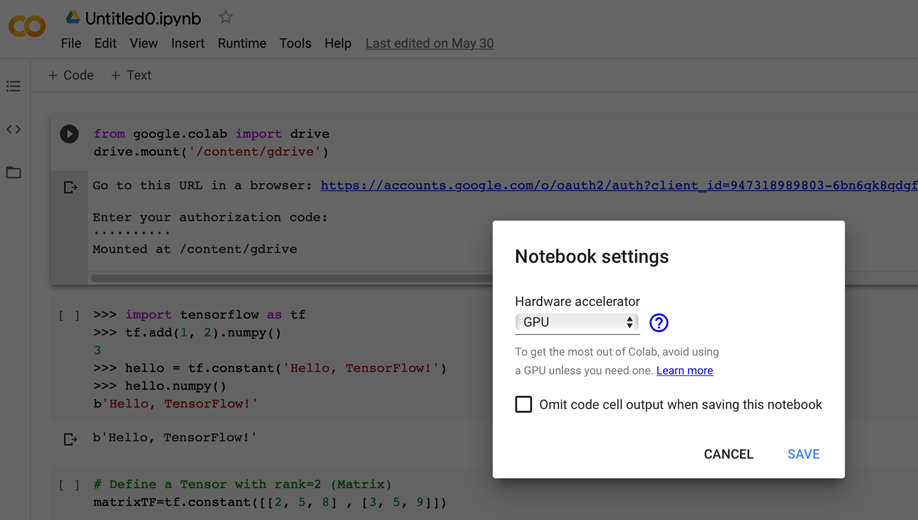 Untitled0.ipynb
File Edit View Insert Runtime Tools Help Last edited on May 30
+ Code + Text
from google.colab import drive
drive.mount('/content/gdrive')
Go to this URL in a browser: https://accounts.google.com/o/oauth2/auth?client_id=947318989803-6bn6qk8qdgf
Enter your authorization code:
··········
Mounted at /content/gdrive
Notebook settings
Hardware accelerator
GPU
To get the most out of Colab, avoid using
a GPU unless you need one. Learn more
Omit code cell output when saving this notebook
CANCEL SAVE
[ ] >>> import tensorflow as tf
>>> tf.add(1, 2).numpy()
3
>>> hello = tf.constant('Hello, TensorFlow!')
>>> hello.numpy()
b'Hello, TensorFlow!'
b'Hello, TensorFlow!'
[ ] # Define a Tensor with rank=2 (Matrix)
matrixTF=tf.constant([[2, 5, 8] , [3, 5, 9]])